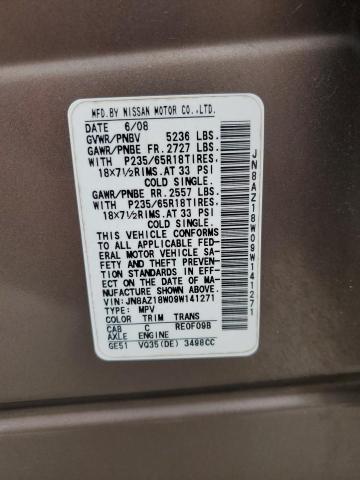 MFD.BY NISSAN MOTOR CO.,LTD.
DATE 6/08
GVWR/PNBV 5236 LBS.
GAWR/PNBE FR. 2727 LBS.
WITH P235/65R18TIRES.
18X7½RIMS.AT 33 PSI
COLD SINGLE.
GAWR/PNBE RR. 2557 LBS.
WITH P235/65R18TIRES.
18X7½RIMS.AT 33 PSI
COLD SINGLE.
THIS VEHICLE CONFORMS
TO ALL APPLICABLE FED-
ERAL MOTOR VEHICLE SA-
FETY AND THEFT PREVEN-
TION STANDARDS IN EFF-
ECT ON THE DATE OF MA-
NUFACTURE SHOWN ABOVE.
VIN:JN8AZ18W09W141271
TYPE: MPV
COLOR TRIM TRANS
CAB C RE0F09B
AXLE ENGINE
GE51 VQ35(DE) 3498CC
JN8AZ18W09W141271